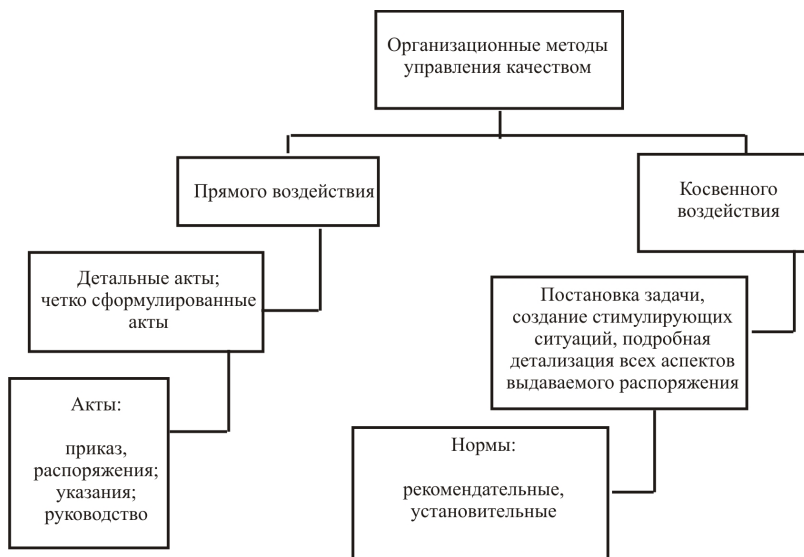 Организационные методы
управления качеством
Прямого воздействия
Косвенного
воздействия
Детальные акты;
четко сформулированные
акты
Постановка задачи,
создание стимулирующих
ситуаций, подробная
детализация всех аспектов
выдаваемого распоряжения
Акты:
приказ,
распоряжения;
указания;
руководство
Нормы:
рекомендательные,
установительные